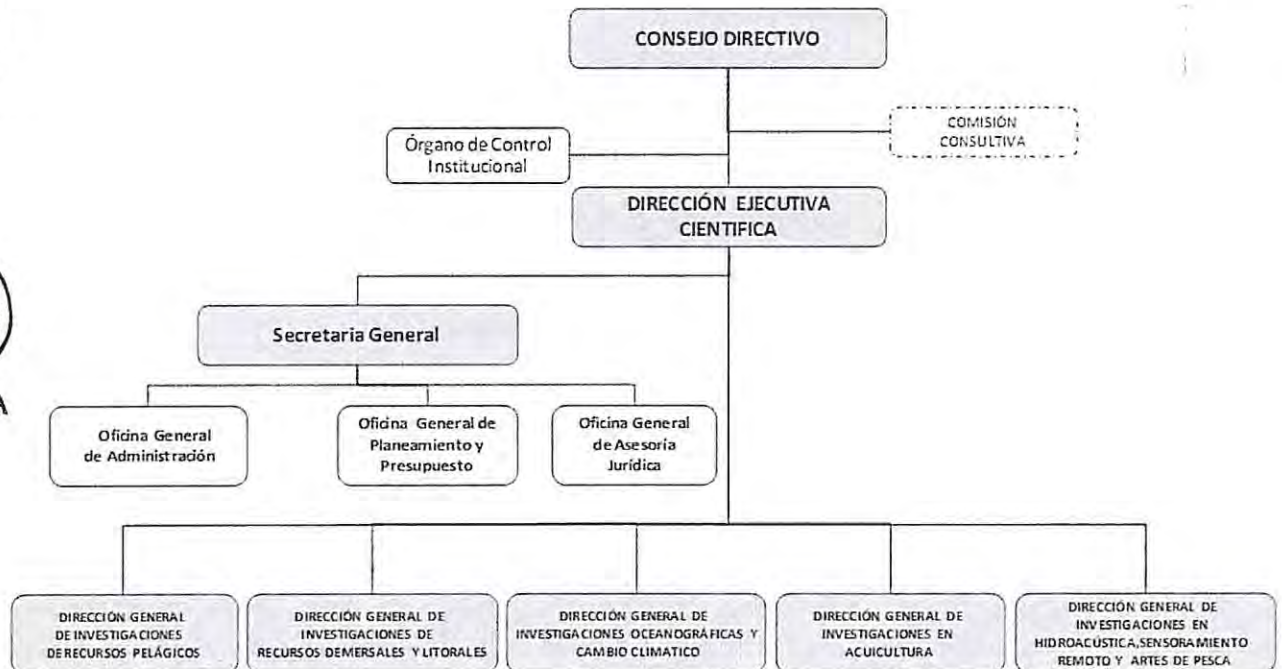 CONSEJO DIRECTIVO
COMISIÓN
CONSULTIVA
Órgano de Control
Institucional
DIRECCIÓN EJECUTIVA
CIENTIFICA
Secretaria General
Oficina General
de Administración
Oficina General de
Planeamiento y
Presupuesto
Oficina General
de Asesoría
Jurídica
DIRECCIÓN GENERAL
DE INVESTIGACIONES
DE RECURSOS PELÁGICOS
DIRECCIÓN GENERAL DE
INVESTIGACIONES DE
RECURSOS DEMERSALES Y LITORALES
DIRECCIÓN GENERAL DE
INVESTIGACIONES OCEANOGRÁFICAS Y
CAMBIO CLIMATICO
DIRECCIÓN GENERAL DE
INVESTIGACIONES EN
ACUICULTURA
DIRECCIÓN GENERAL DE
INVESTIGACIONES EN
HIDROACÚSTICA,SENSORAMIENTO
REMOTO Y ARTES DE PESCA